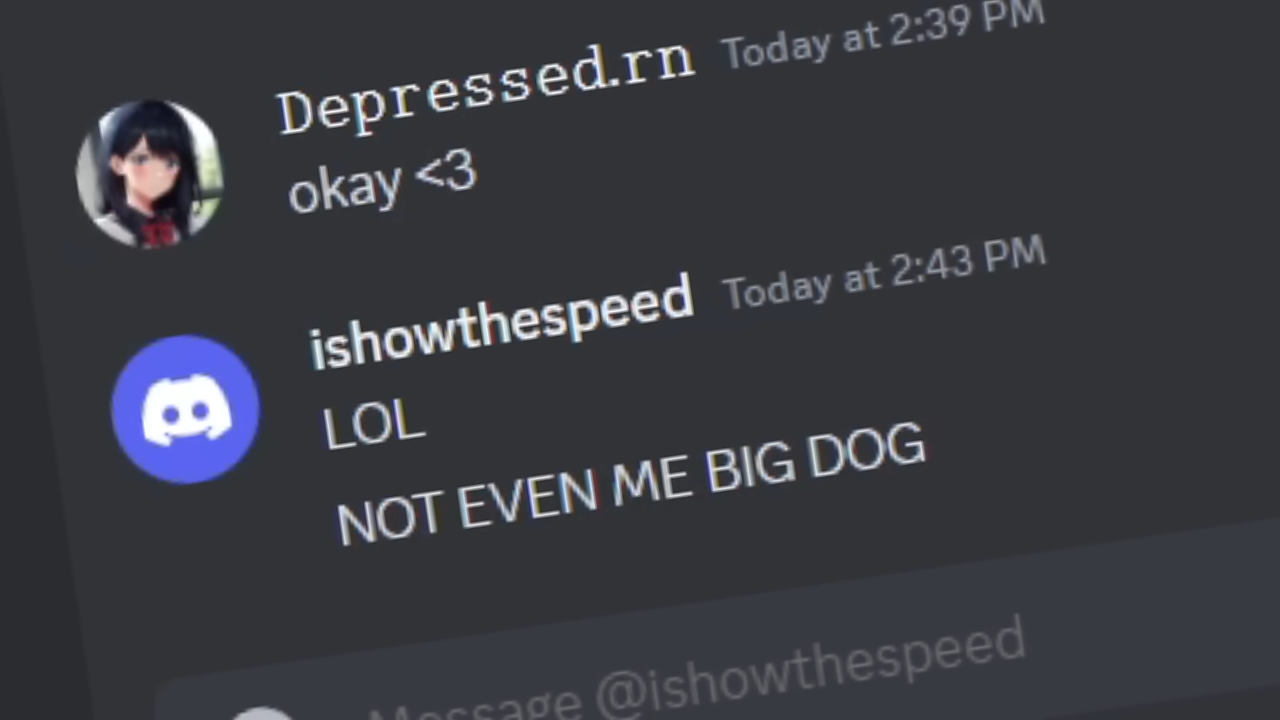 Depressed.rn Today at 2:39 PM
okay <3
ishowthespeed Today at 2:43 PM
LOL
NOT EVEN ME BIG DOG
Message @ishowthespeed